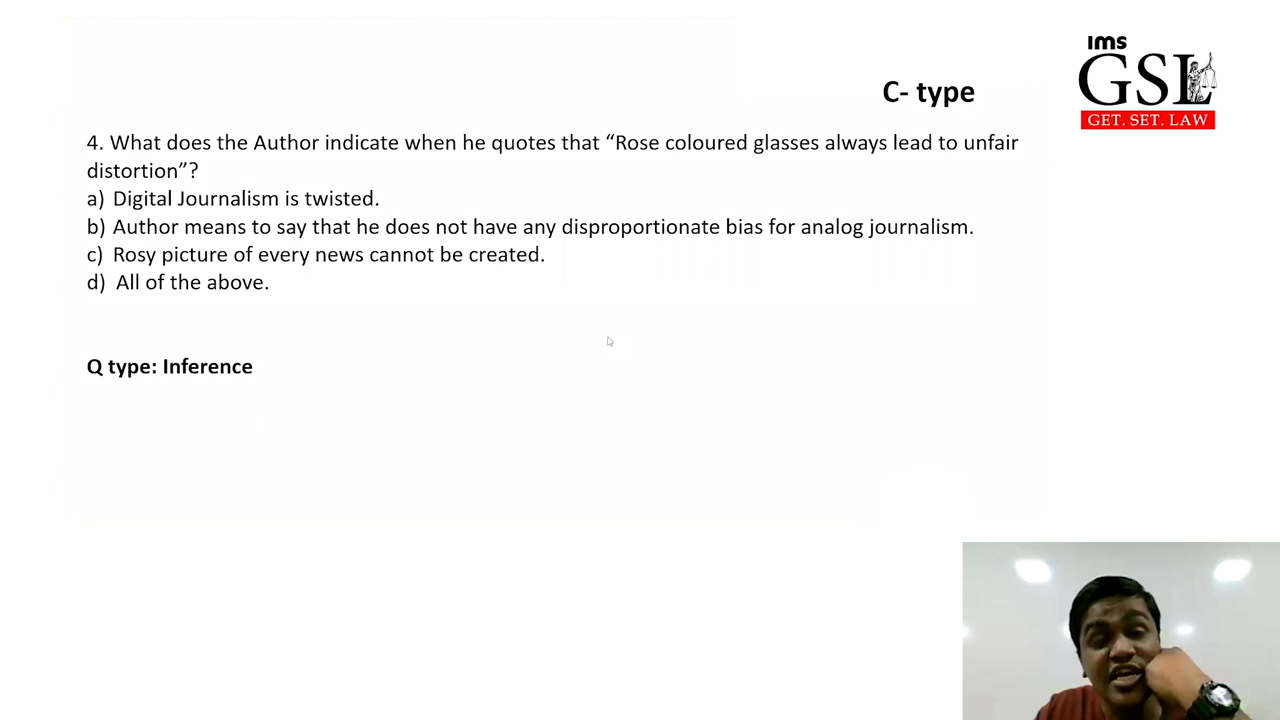 ims
GSL
GET. SET. LAW
C- type
4. What does the Author indicate when he quotes that “Rose coloured glasses always lead to unfair
distortion”?
a) Digital Journalism is twisted.
b) Author means to say that he does not have any disproportionate bias for analog journalism.
c) Rosy picture of every news cannot be created.
d) All of the above.
Q type: Inference